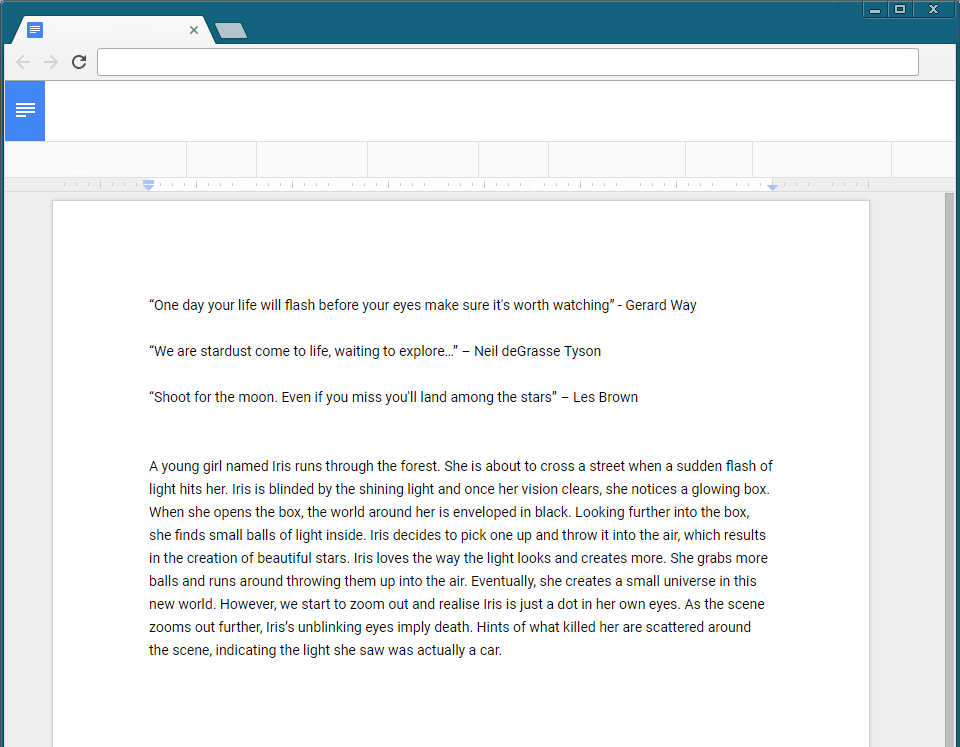 “One day your life will flash before your eyes make sure it's worth watching” - Gerard Way
“We are stardust come to life, waiting to explore…” – Neil deGrasse Tyson
“Shoot for the moon. Even if you miss you'll land among the stars” – Les Brown
A young girl named Iris runs through the forest. She is about to cross a street when a sudden flash of
light hits her. Iris is blinded by the shining light and once her vision clears, she notices a glowing box.
When she opens the box, the world around her is enveloped in black. Looking further into the box,
she finds small balls of light inside. Iris decides to pick one up and throw it into the air, which results
in the creation of beautiful stars. Iris loves the way the light looks and creates more. She grabs more
balls and runs around throwing them up into the air. Eventually, she creates a small universe in this
new world. However, we start to zoom out and realise Iris is just a dot in her own eyes. As the scene
zooms out further, Iris’s unblinking eyes imply death. Hints of what killed her are scattered around
the scene, indicating the light she saw was actually a car.